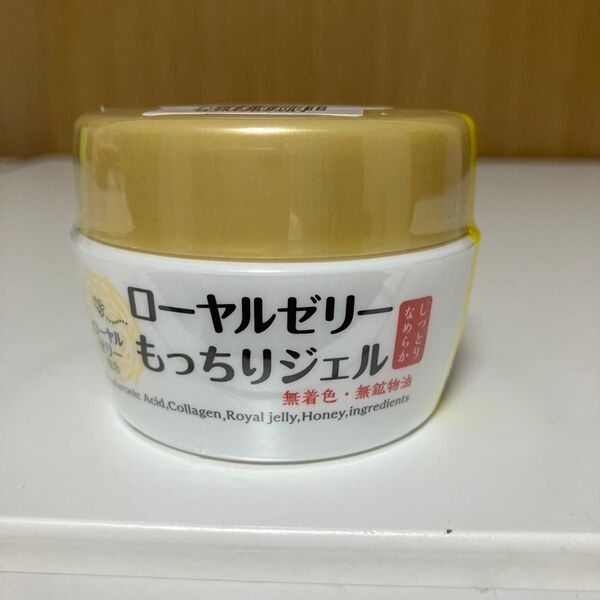 ローヤルゼリー
もっちりジェル
しっとり
なめらか
無着色・無鉱物油
Acid,Collagen,Royal jelly,Honey,ingredients
ローヤル
ゼリー